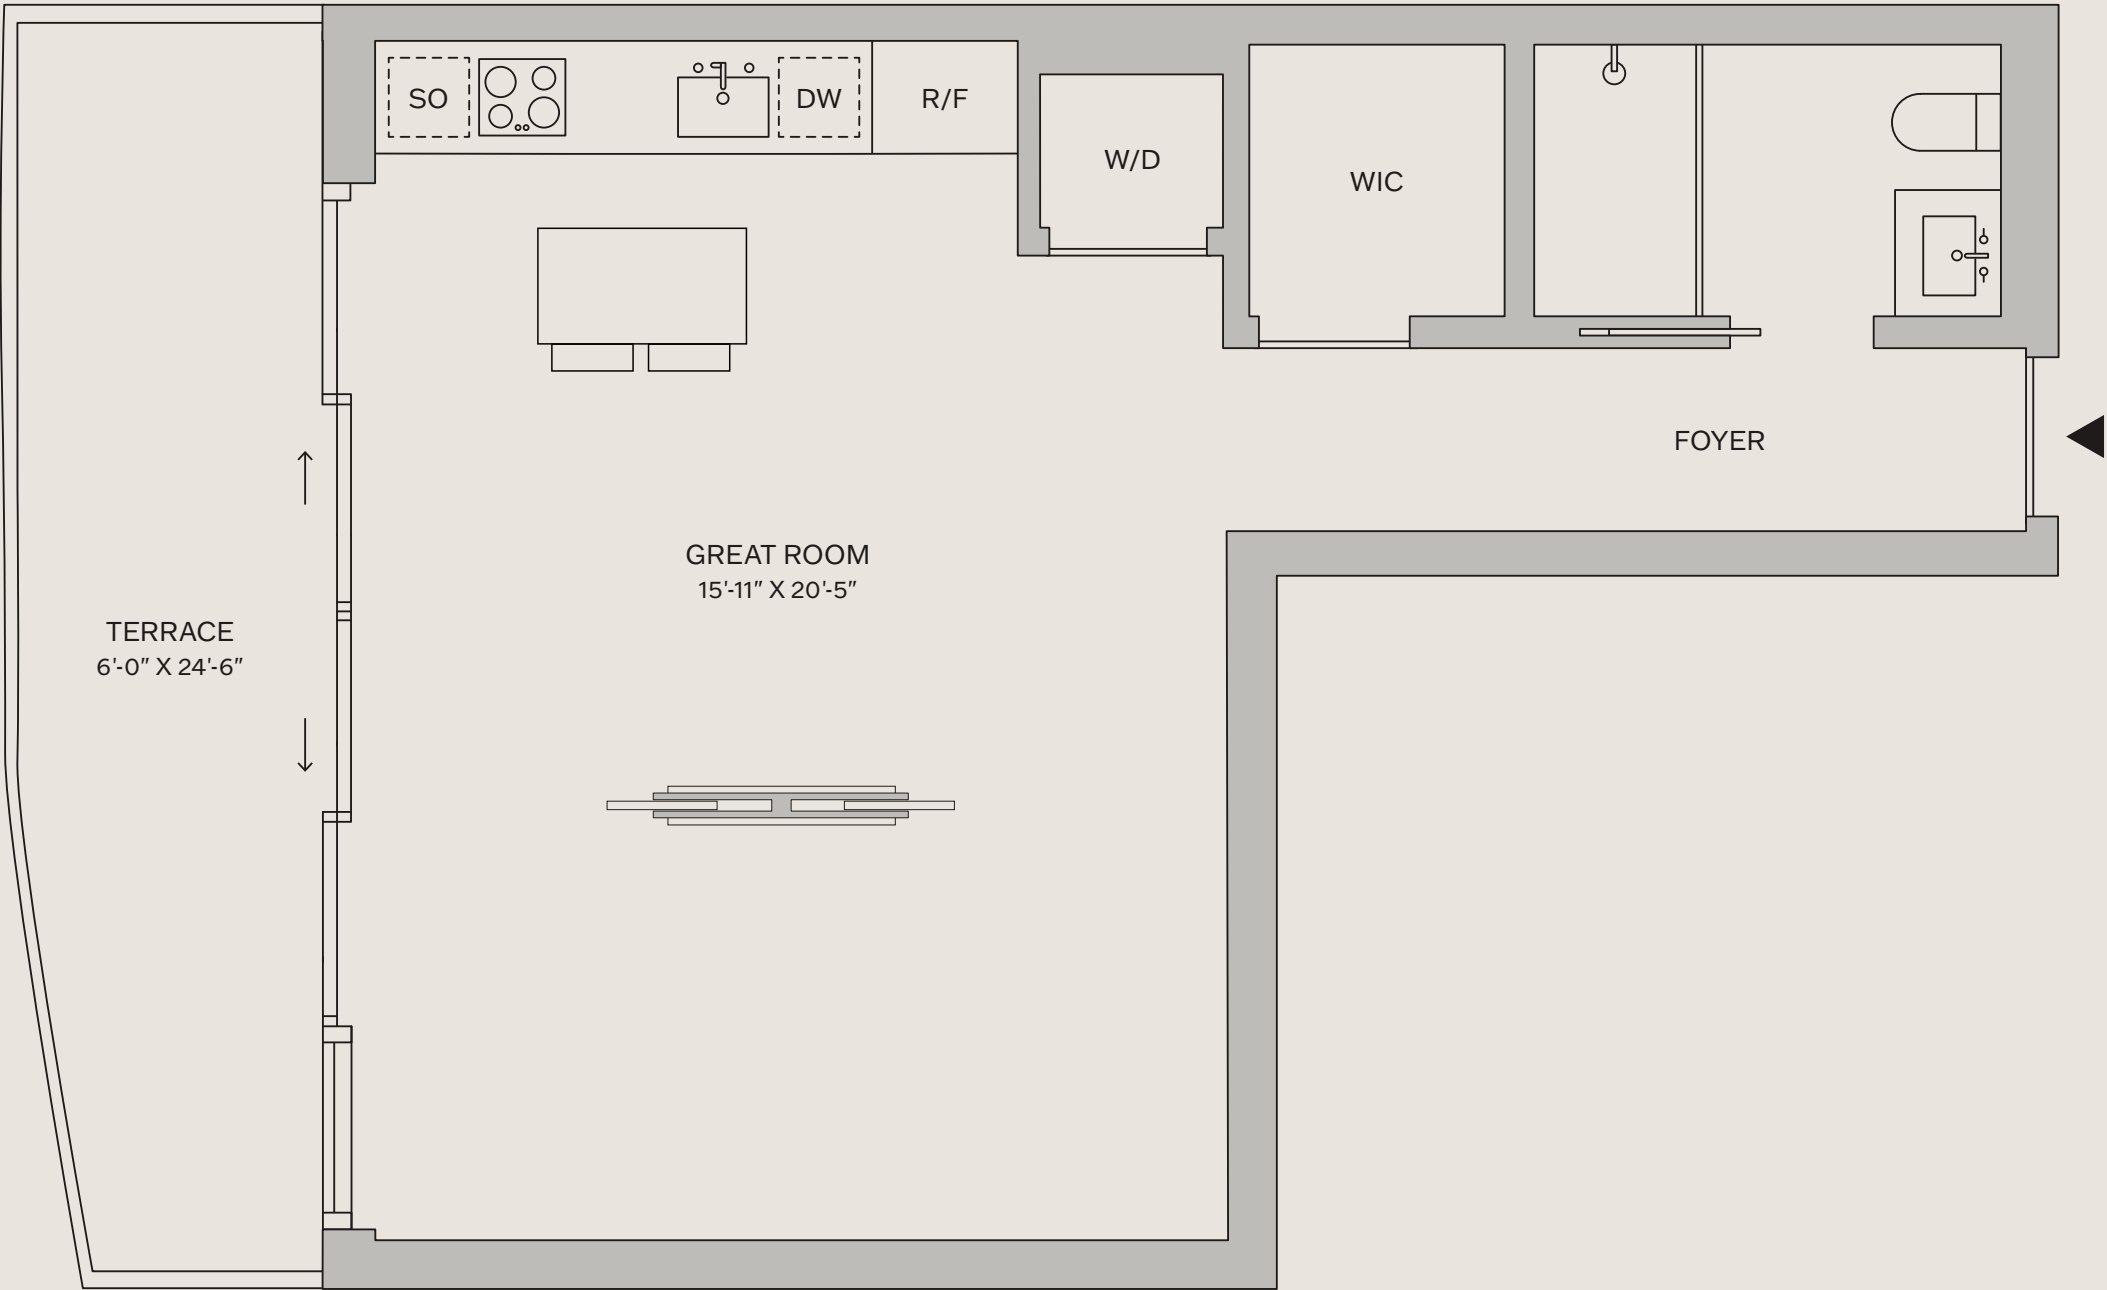 SO
DW
R/F
W/D
WIC
FOYER
GREAT ROOM
15'-11" X 20'-5"
TERRACE
6'-0" X 24'-6"